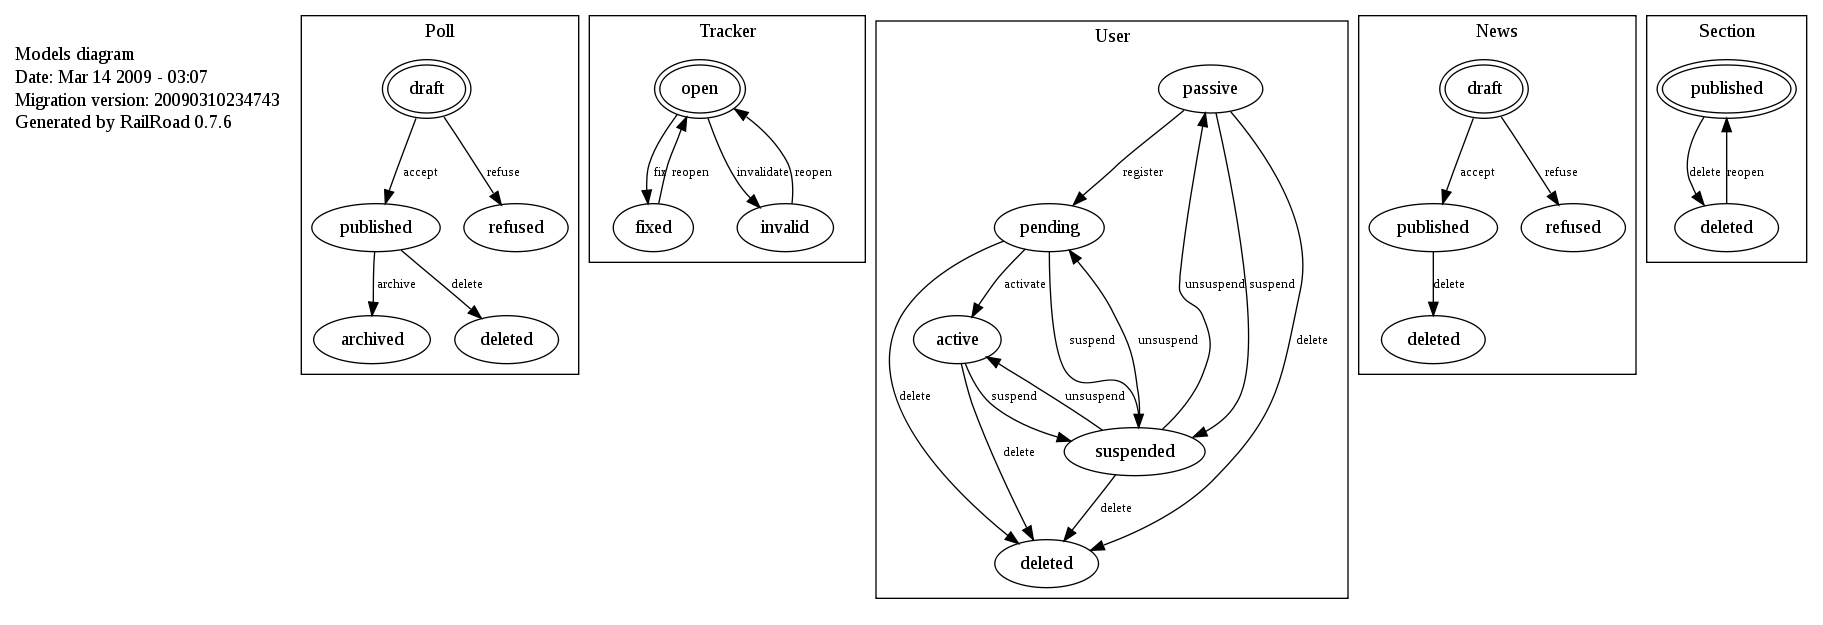 Models diagram
Date: Mar 14 2009 - 03:07
Migration version: 20090310234743
Generated by RailRoad 0.7.6
Poll
draft
accept
refuse
published
refused
archive
delete
archived
deleted
Tracker
open
fix
reopen
invalidate
reopen
fixed
invalid
User
passive
register
pending
unsuspend
suspend
activate
active
suspend
unsuspend
delete
delete
suspend
unsuspend
suspended
delete
delete
deleted
News
draft
accept
refuse
published
refused
delete
deleted
Section
published
delete
reopen
deleted